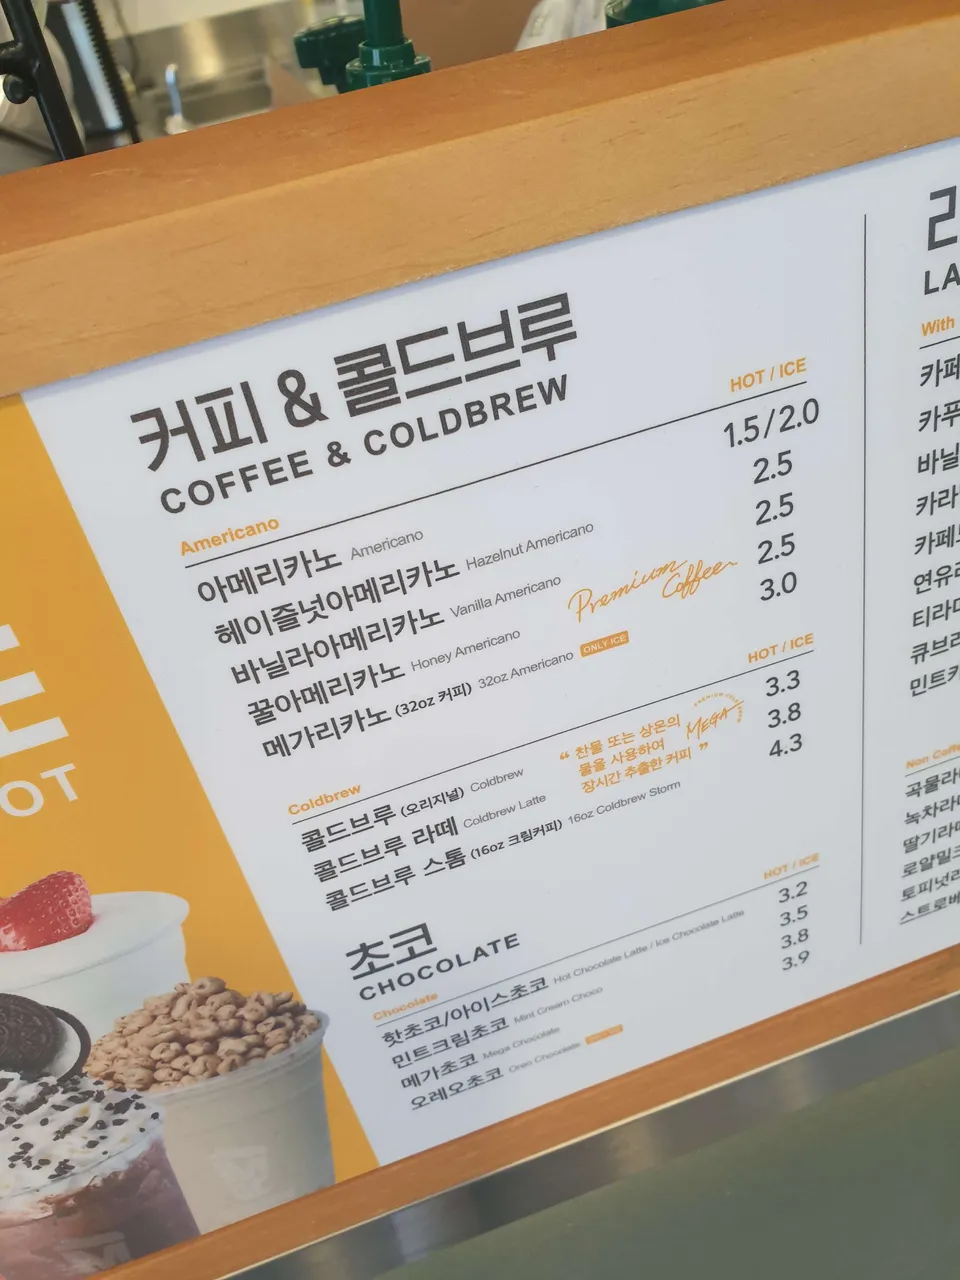 커피 & 콜드브루
COFFEE & COLDBREW
Americano HOT / ICE
아메리카노 Americano 1.5 / 2.0
헤이즐넛아메리카노 Hazelnut Americano 2.5
바닐라아메리카노 Vanilla Americano 2.5
꿀아메리카노 Honey Americano 2.5
메가리카노 (32oz 커피) 32oz Americano ONLY ICE 3.0
Premium
Coffee
Coldbrew HOT / ICE
콜드브루 (오리지널) Coldbrew 3.3
콜드브루 라떼 Coldbrew Latte 3.8
콜드브루 스톰 (16oz 크림커피) 16oz Coldbrew Storm 4.3
“ 찬물 또는 상온의
물을 사용하여
장시간 추출한 커피 ”
MEGA
초코
CHOCOLATE
Chocolate HOT / ICE
핫초코/아이스초코 Hot Chocolate Latte / Ice Chocolate Latte 3.2
민트크림초코 Mint Cream Choco 3.5
메가초코 Mega Chocolate 3.8
오레오초코 Oreo Chocolate 3.9
라
LA
With
카페
카푸
바닐
카라
카페
연유
티라미
큐브
민트
Non Coffe
곡물라
녹차라
딸기라
로얄밀
토피넛
스트로베
E
OT